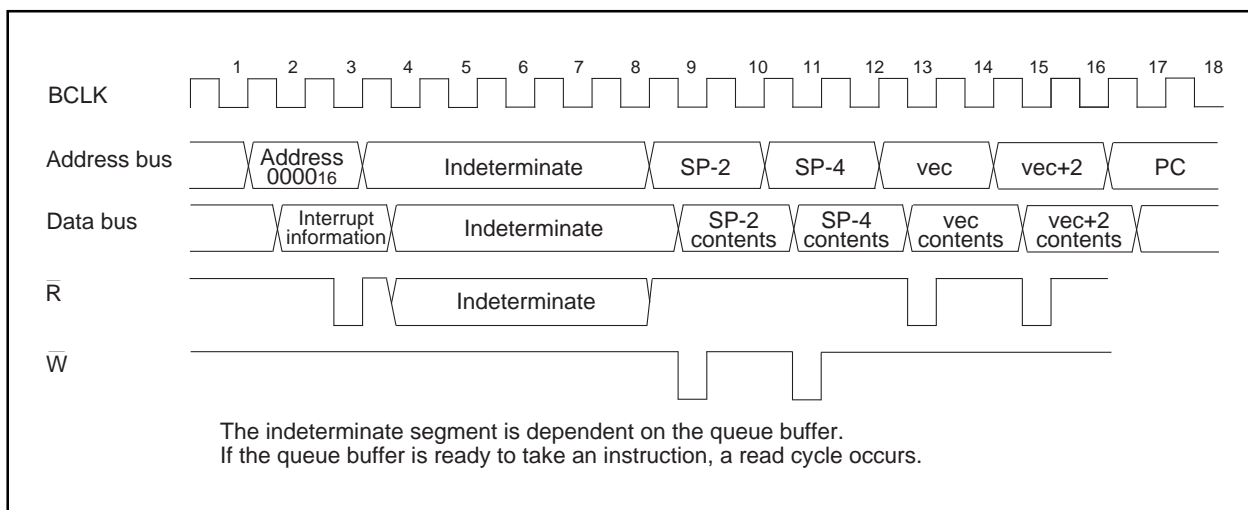 1 2 3 4 5 6 7 8 9 10 11 12 13 14 15 16 17 18
BCLK
Address bus
Address
000016
Indeterminate
SP-2
SP-4
vec
vec+2
PC
Data bus
Interrupt
information
Indeterminate
SP-2
contents
SP-4
contents
vec
contents
vec+2
contents
R
Indeterminate
W
The indeterminate segment is dependent on the queue buffer.
If the queue buffer is ready to take an instruction, a read cycle occurs.